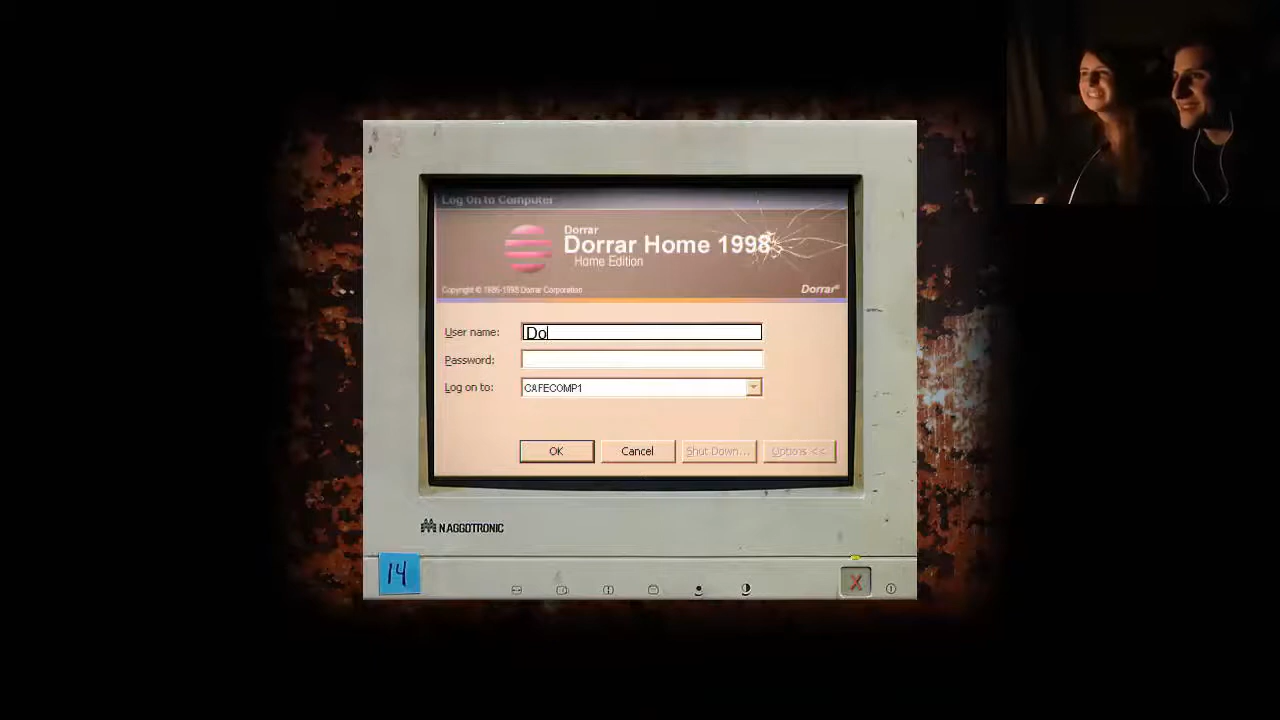 Log On to Computer
Dorrar
Dorrar Home 1998
Home Edition
Copyright © 1986-1998 Dorrar Corporation
Dorrar®
User name: Do
Password:
Log on to: CAFECOMP1
OK Cancel Shut Down... Options <<
NAGGOTRONIC
14